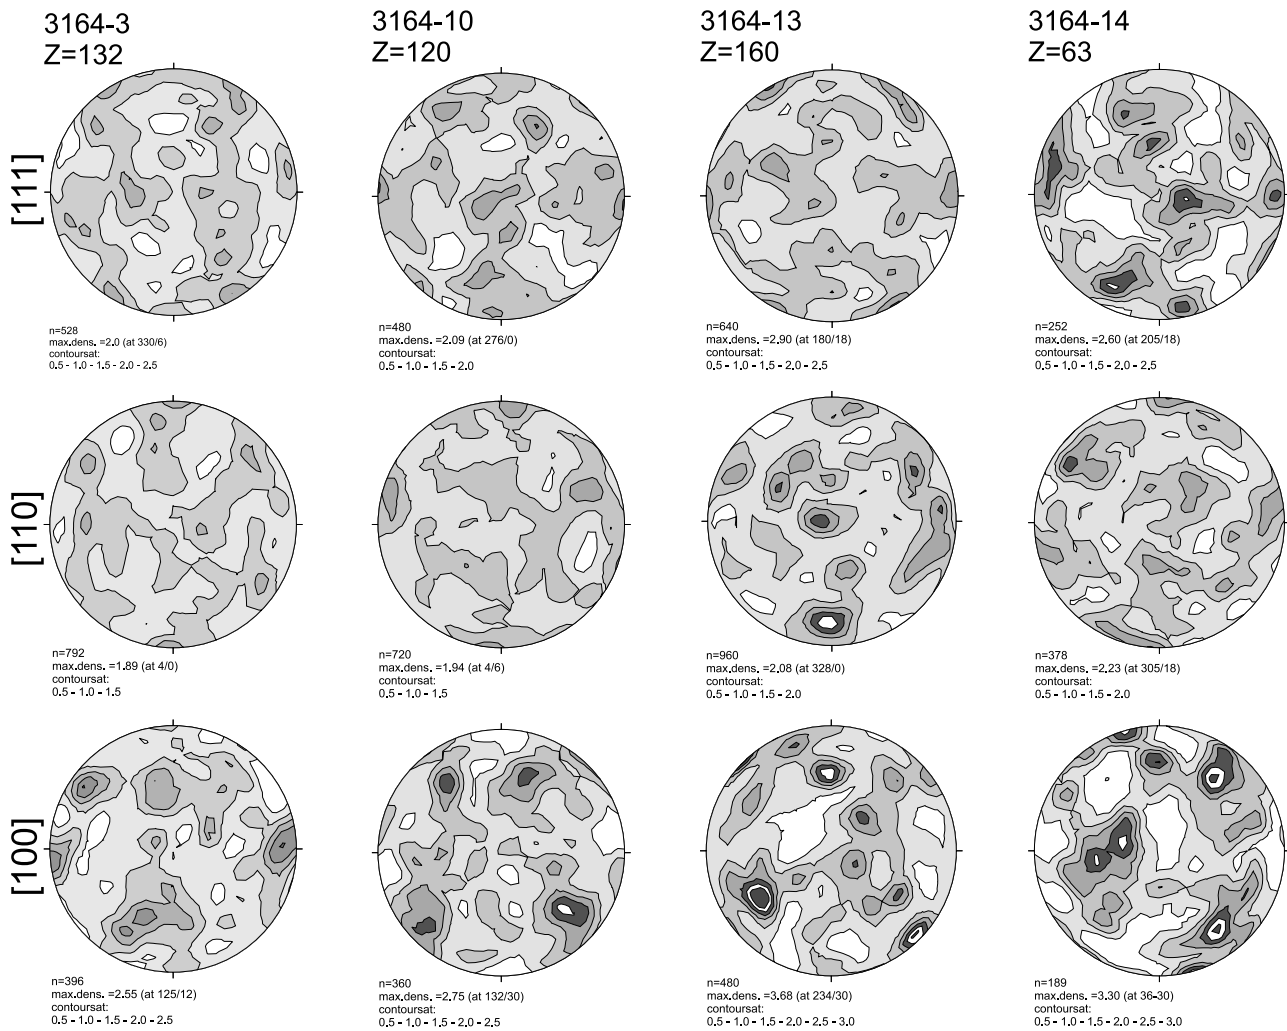 3164-3
Z=132
3164-10
Z=120
3164-13
Z=160
3164-14
Z=63
[111]
n=528
max.dens. =2.0 (at 330/6)
contoursat:
0.5 - 1.0 - 1.5 - 2.0 - 2.5
n=480
max.dens. =2.09 (at 276/0)
contoursat:
0.5 - 1.0 - 1.5 - 2.0
n=640
max.dens. =2.90 (at 180/18)
contoursat:
0.5 - 1.0 - 1.5 - 2.0 - 2.5
n=252
max.dens. =2.60 (at 205/18)
contoursat:
0.5 - 1.0 - 1.5 - 2.0 - 2.5
[110]
n=792
max.dens. =1.89 (at 4/0)
contoursat:
0.5 - 1.0 - 1.5
n=720
max.dens. =1.94 (at 4/6)
contoursat:
0.5 - 1.0 - 1.5
n=960
max.dens. =2.08 (at 328/0)
contoursat:
0.5 - 1.0 - 1.5 - 2.0
n=378
max.dens. =2.23 (at 305/18)
contoursat:
0.5 - 1.0 - 1.5 - 2.0
[100]
n=396
max.dens. =2.55 (at 125/12)
contoursat:
0.5 - 1.0 - 1.5 - 2.0 - 2.5
n=360
max.dens. =2.75 (at 132/30)
contoursat:
0.5 - 1.0 - 1.5 - 2.0 - 2.5
n=480
max.dens. =3.68 (at 234/30)
contoursat:
0.5 - 1.0 - 1.5 - 2.0 - 2.5 - 3.0
n=189
max.dens. =3.30 (at 36-30)
contoursat:
0.5 - 1.0 - 1.5 - 2.0 - 2.5 - 3.0